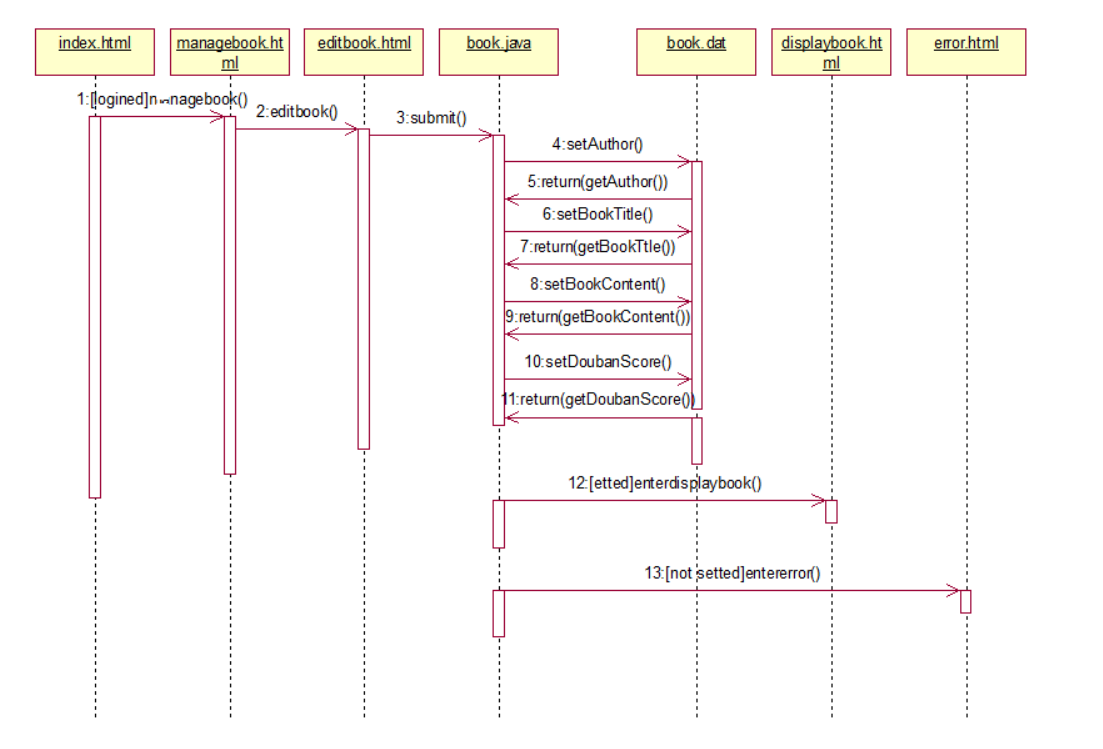 index.html
managebook.ht
ml
editbook.html
book.java
book.dat
displaybook.ht
ml
error.html
1:[logined]managebook()
2:editbook()
3:submit()
4:setAuthor()
5:return(getAuthor())
6:setBookTitle()
7:return(getBookTtle())
8:setBookContent()
9:return(getBookContent())
10:setDoubanScore()
11:return(getDoubanScore())
12:[etted]enterdisplaybook()
13:[not setted]entererror()